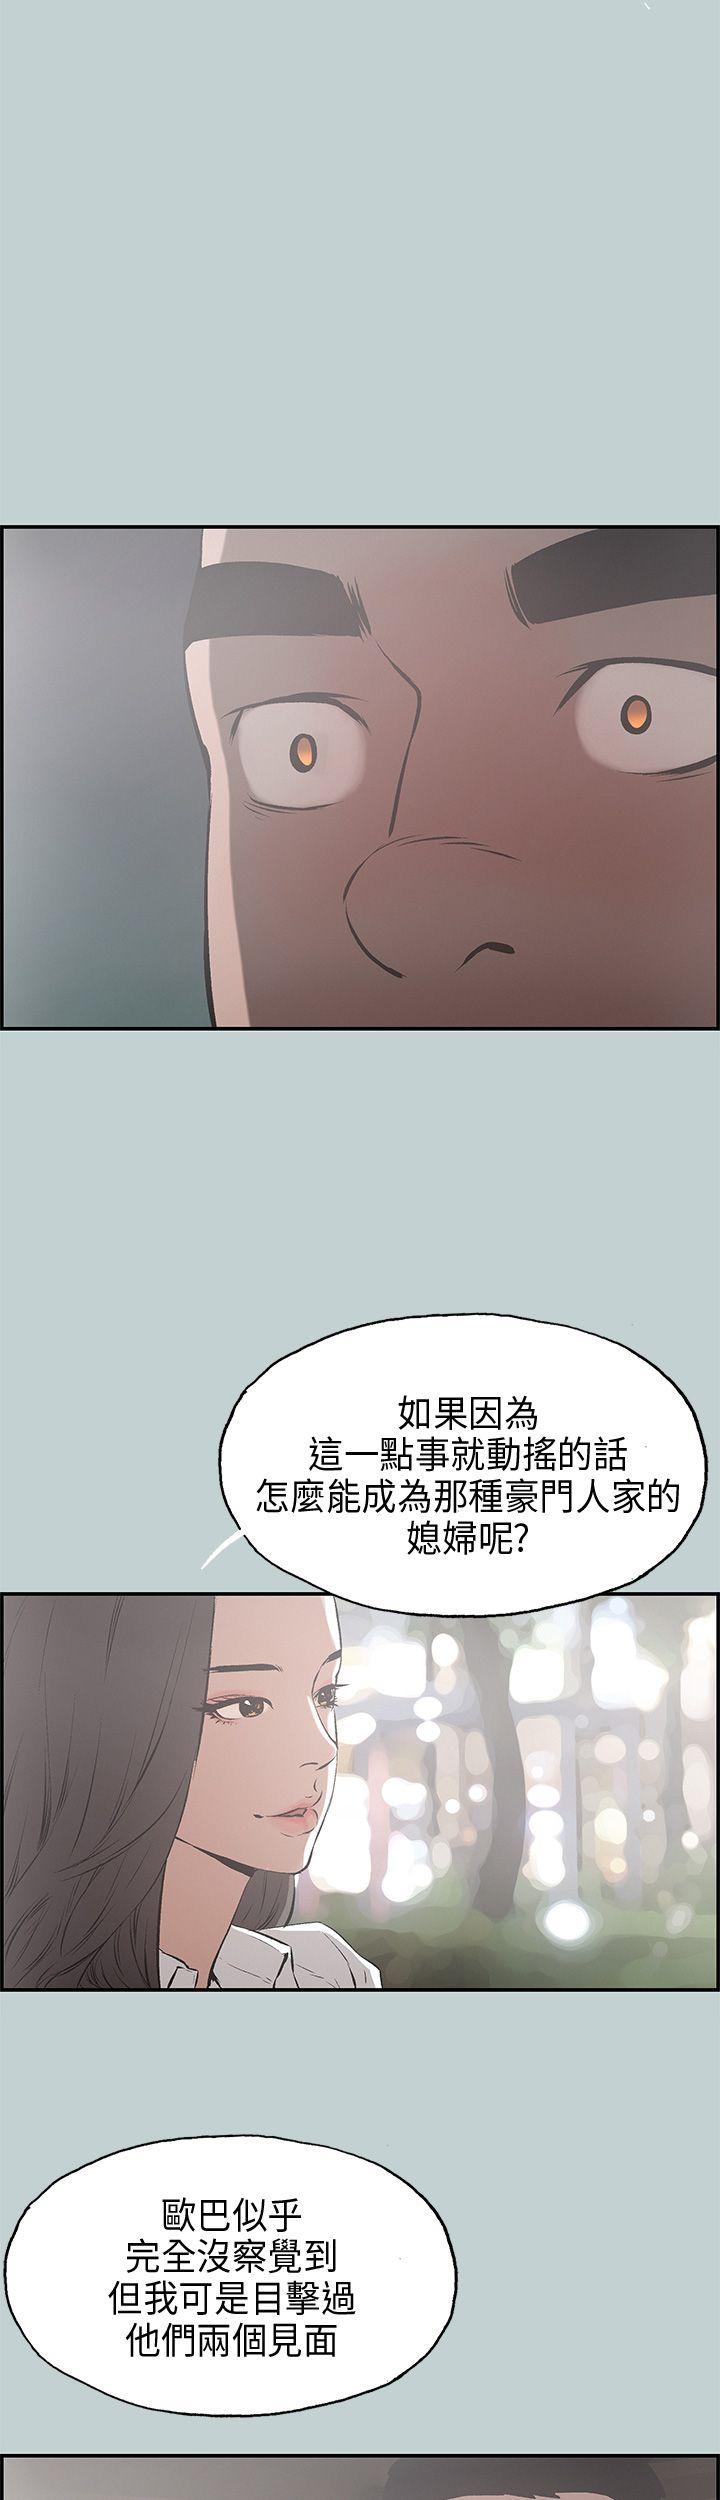 如果因為
這一點事就動搖的話
怎麼能成為那種豪門人家的
媳婦呢?
歐巴似乎
完全沒察覺到
但我可是目擊過
他們兩個見面